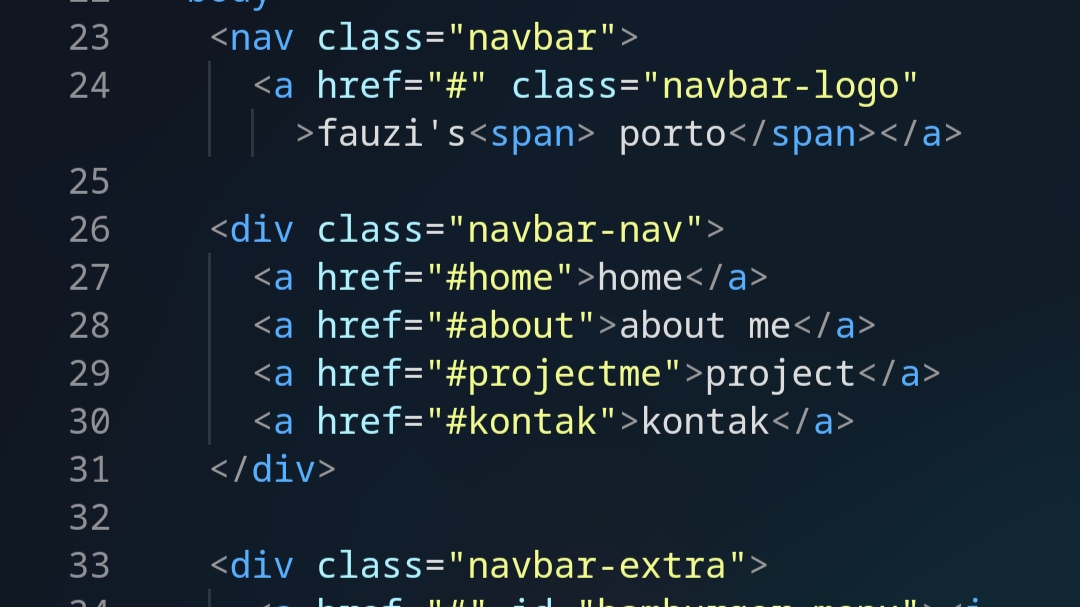 23 <nav class="navbar">
24 <a href="#" class="navbar-logo"
>fauzi's<span> porto</span></a>
25
26 <div class="navbar-nav">
27 <a href="#home">home</a>
28 <a href="#about">about me</a>
29 <a href="#projectme">project</a>
30 <a href="#kontak">kontak</a>
31 </div>
32
33 <div class="navbar-extra">